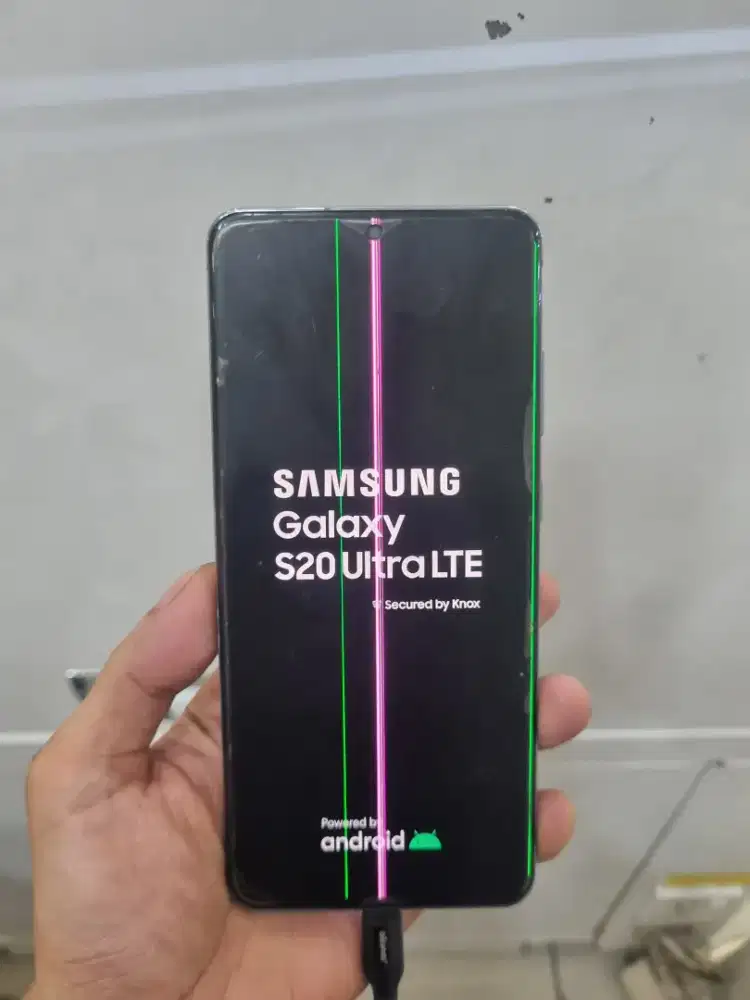 SAMSUNG
Galaxy
S20 Ultra LTE
Secured by Knox
Powered by
android